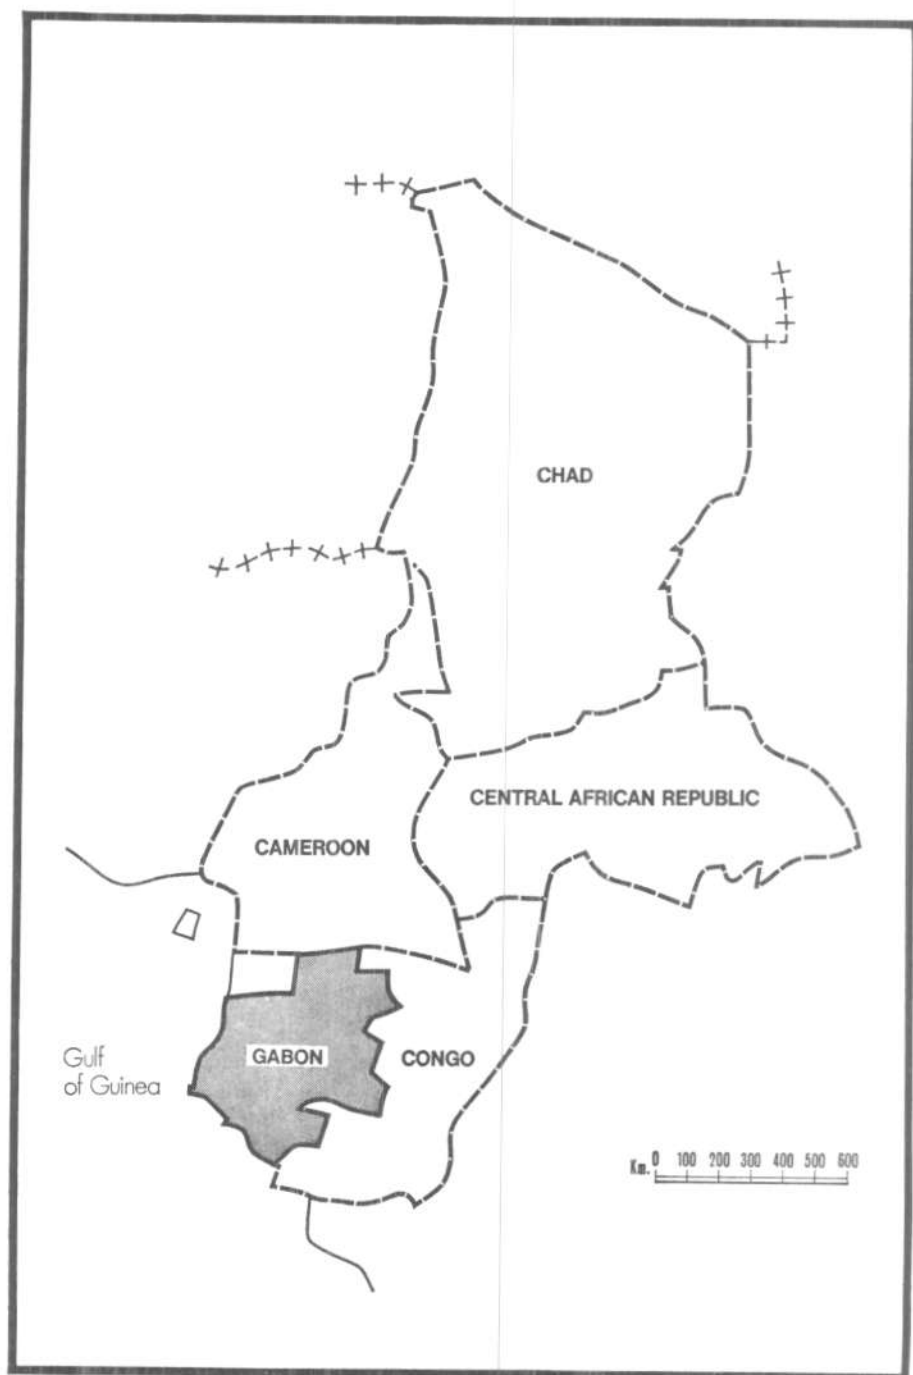 CHAD
CENTRAL AFRICAN REPUBLIC
CAMEROON
GABON
CONGO
Gulf
of Guinea
Km. 0 100 200 300 400 500 600